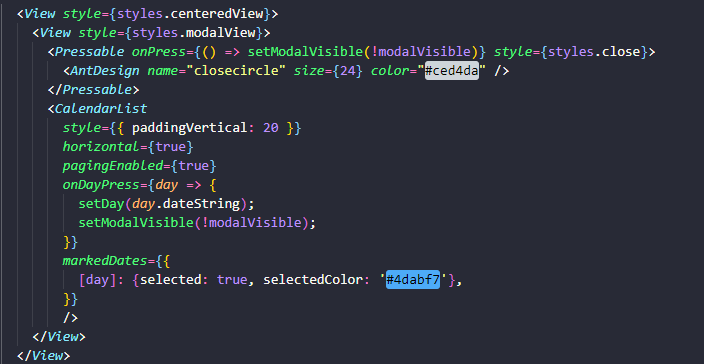 <View style={styles.centeredView}>
<View style={styles.modalView}>
<Pressable onPress={() => setModalVisible(!modalVisible)} style={styles.close}>
<AntDesign name="closecircle" size={24} color="#ced4da" />
</Pressable>
<CalendarList
style={{ paddingVertical: 20 }}
horizontal={true}
pagingEnabled={true}
onDayPress={day => {
setDay(day.dateString);
setModalVisible(!modalVisible);
}}
markedDates={{
[day]: {selected: true, selectedColor: '#4dabf7'},
}}
/>
</View>
</View>